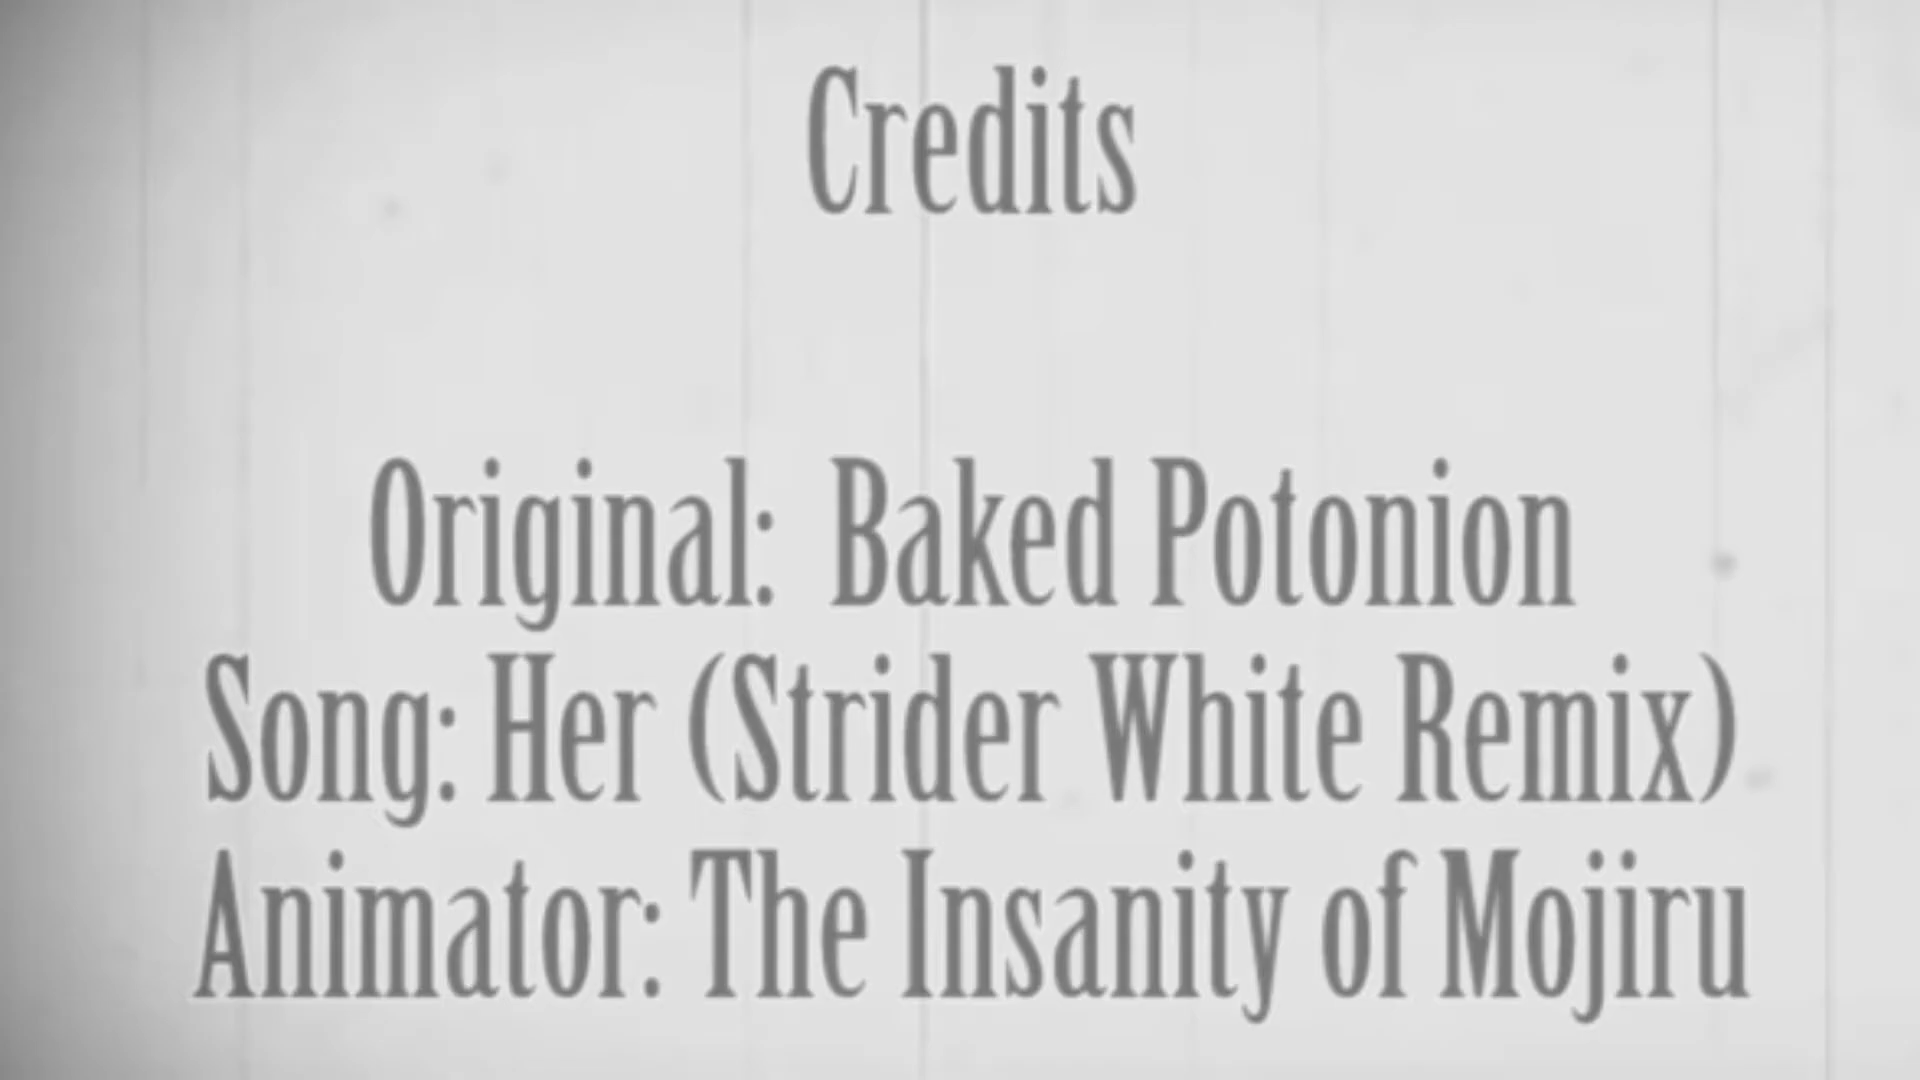 Credits
Original: Baked Potonion
Song: Her (Strider White Remix)
Animator: The Insanity of Mojiru